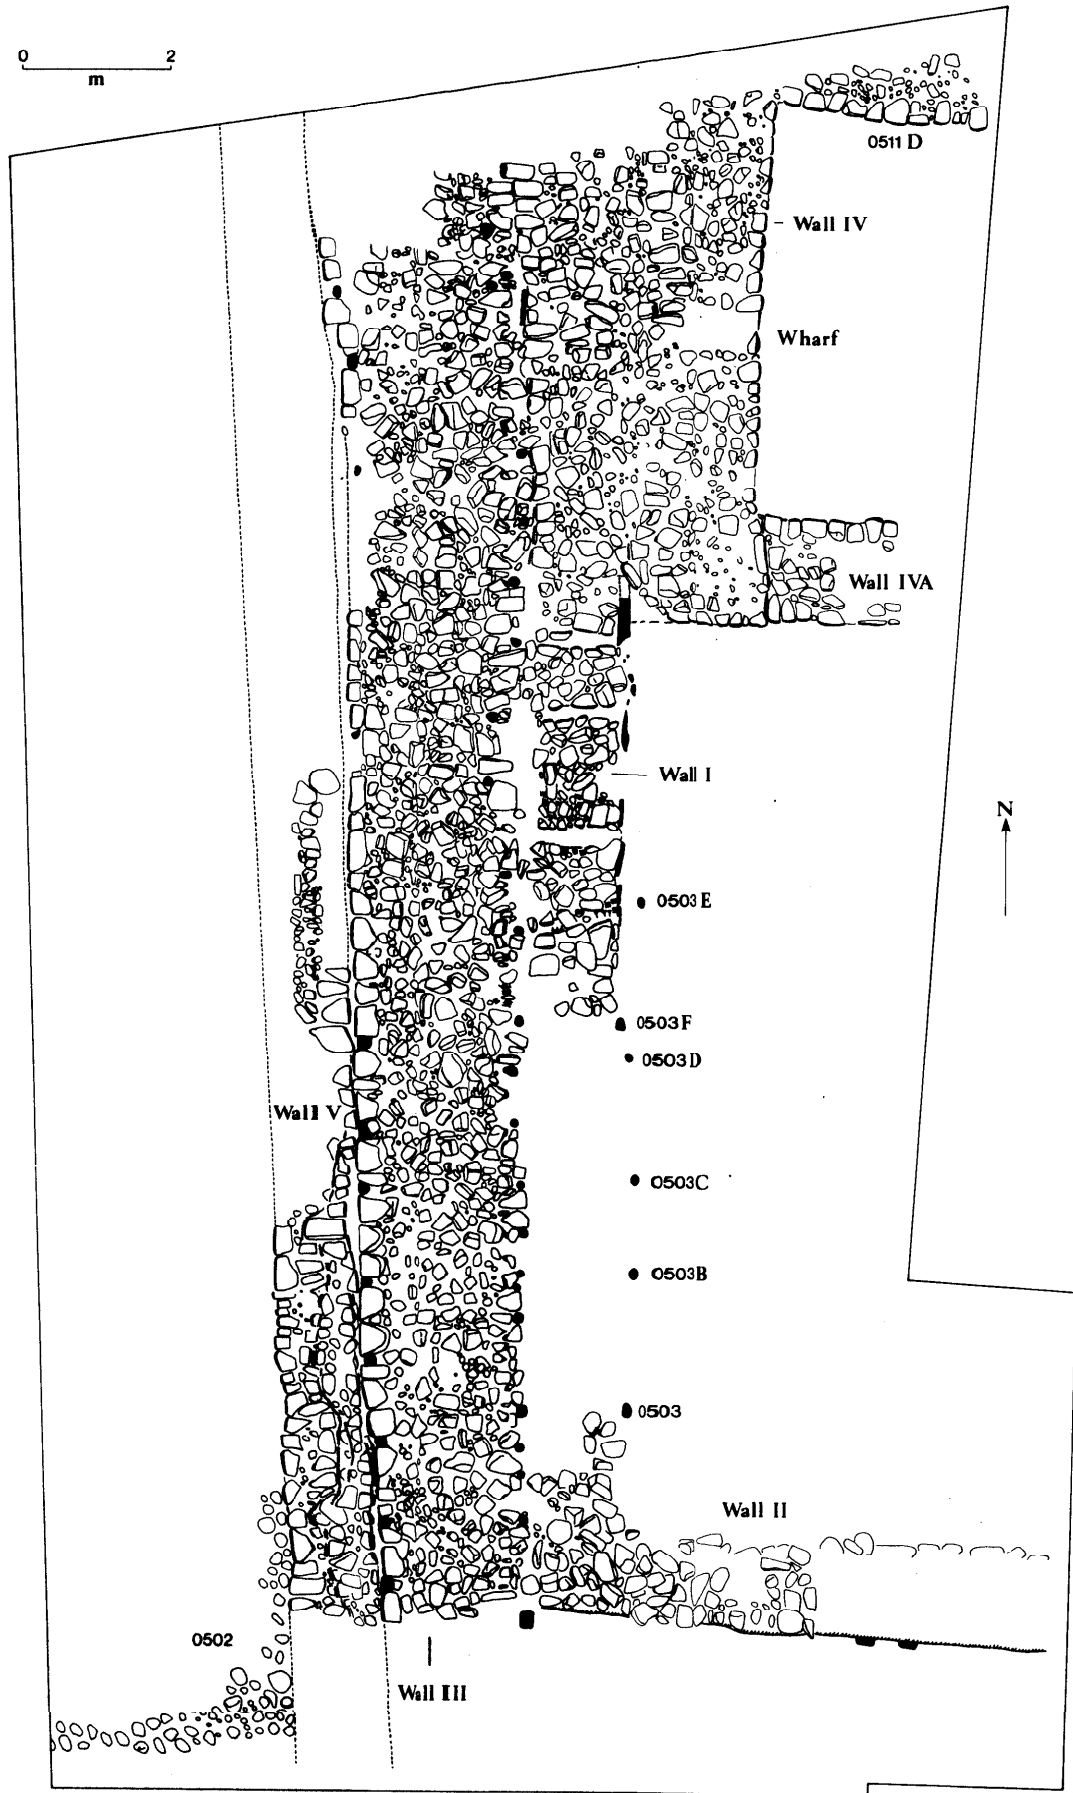 0 2
m
0511 D
Wall IV
Wharf
Wall IVA
Wall I
N
0503 E
0503 F
0503 D
Wall V
0503 C
0503 B
0503
Wall II
0502
Wall III